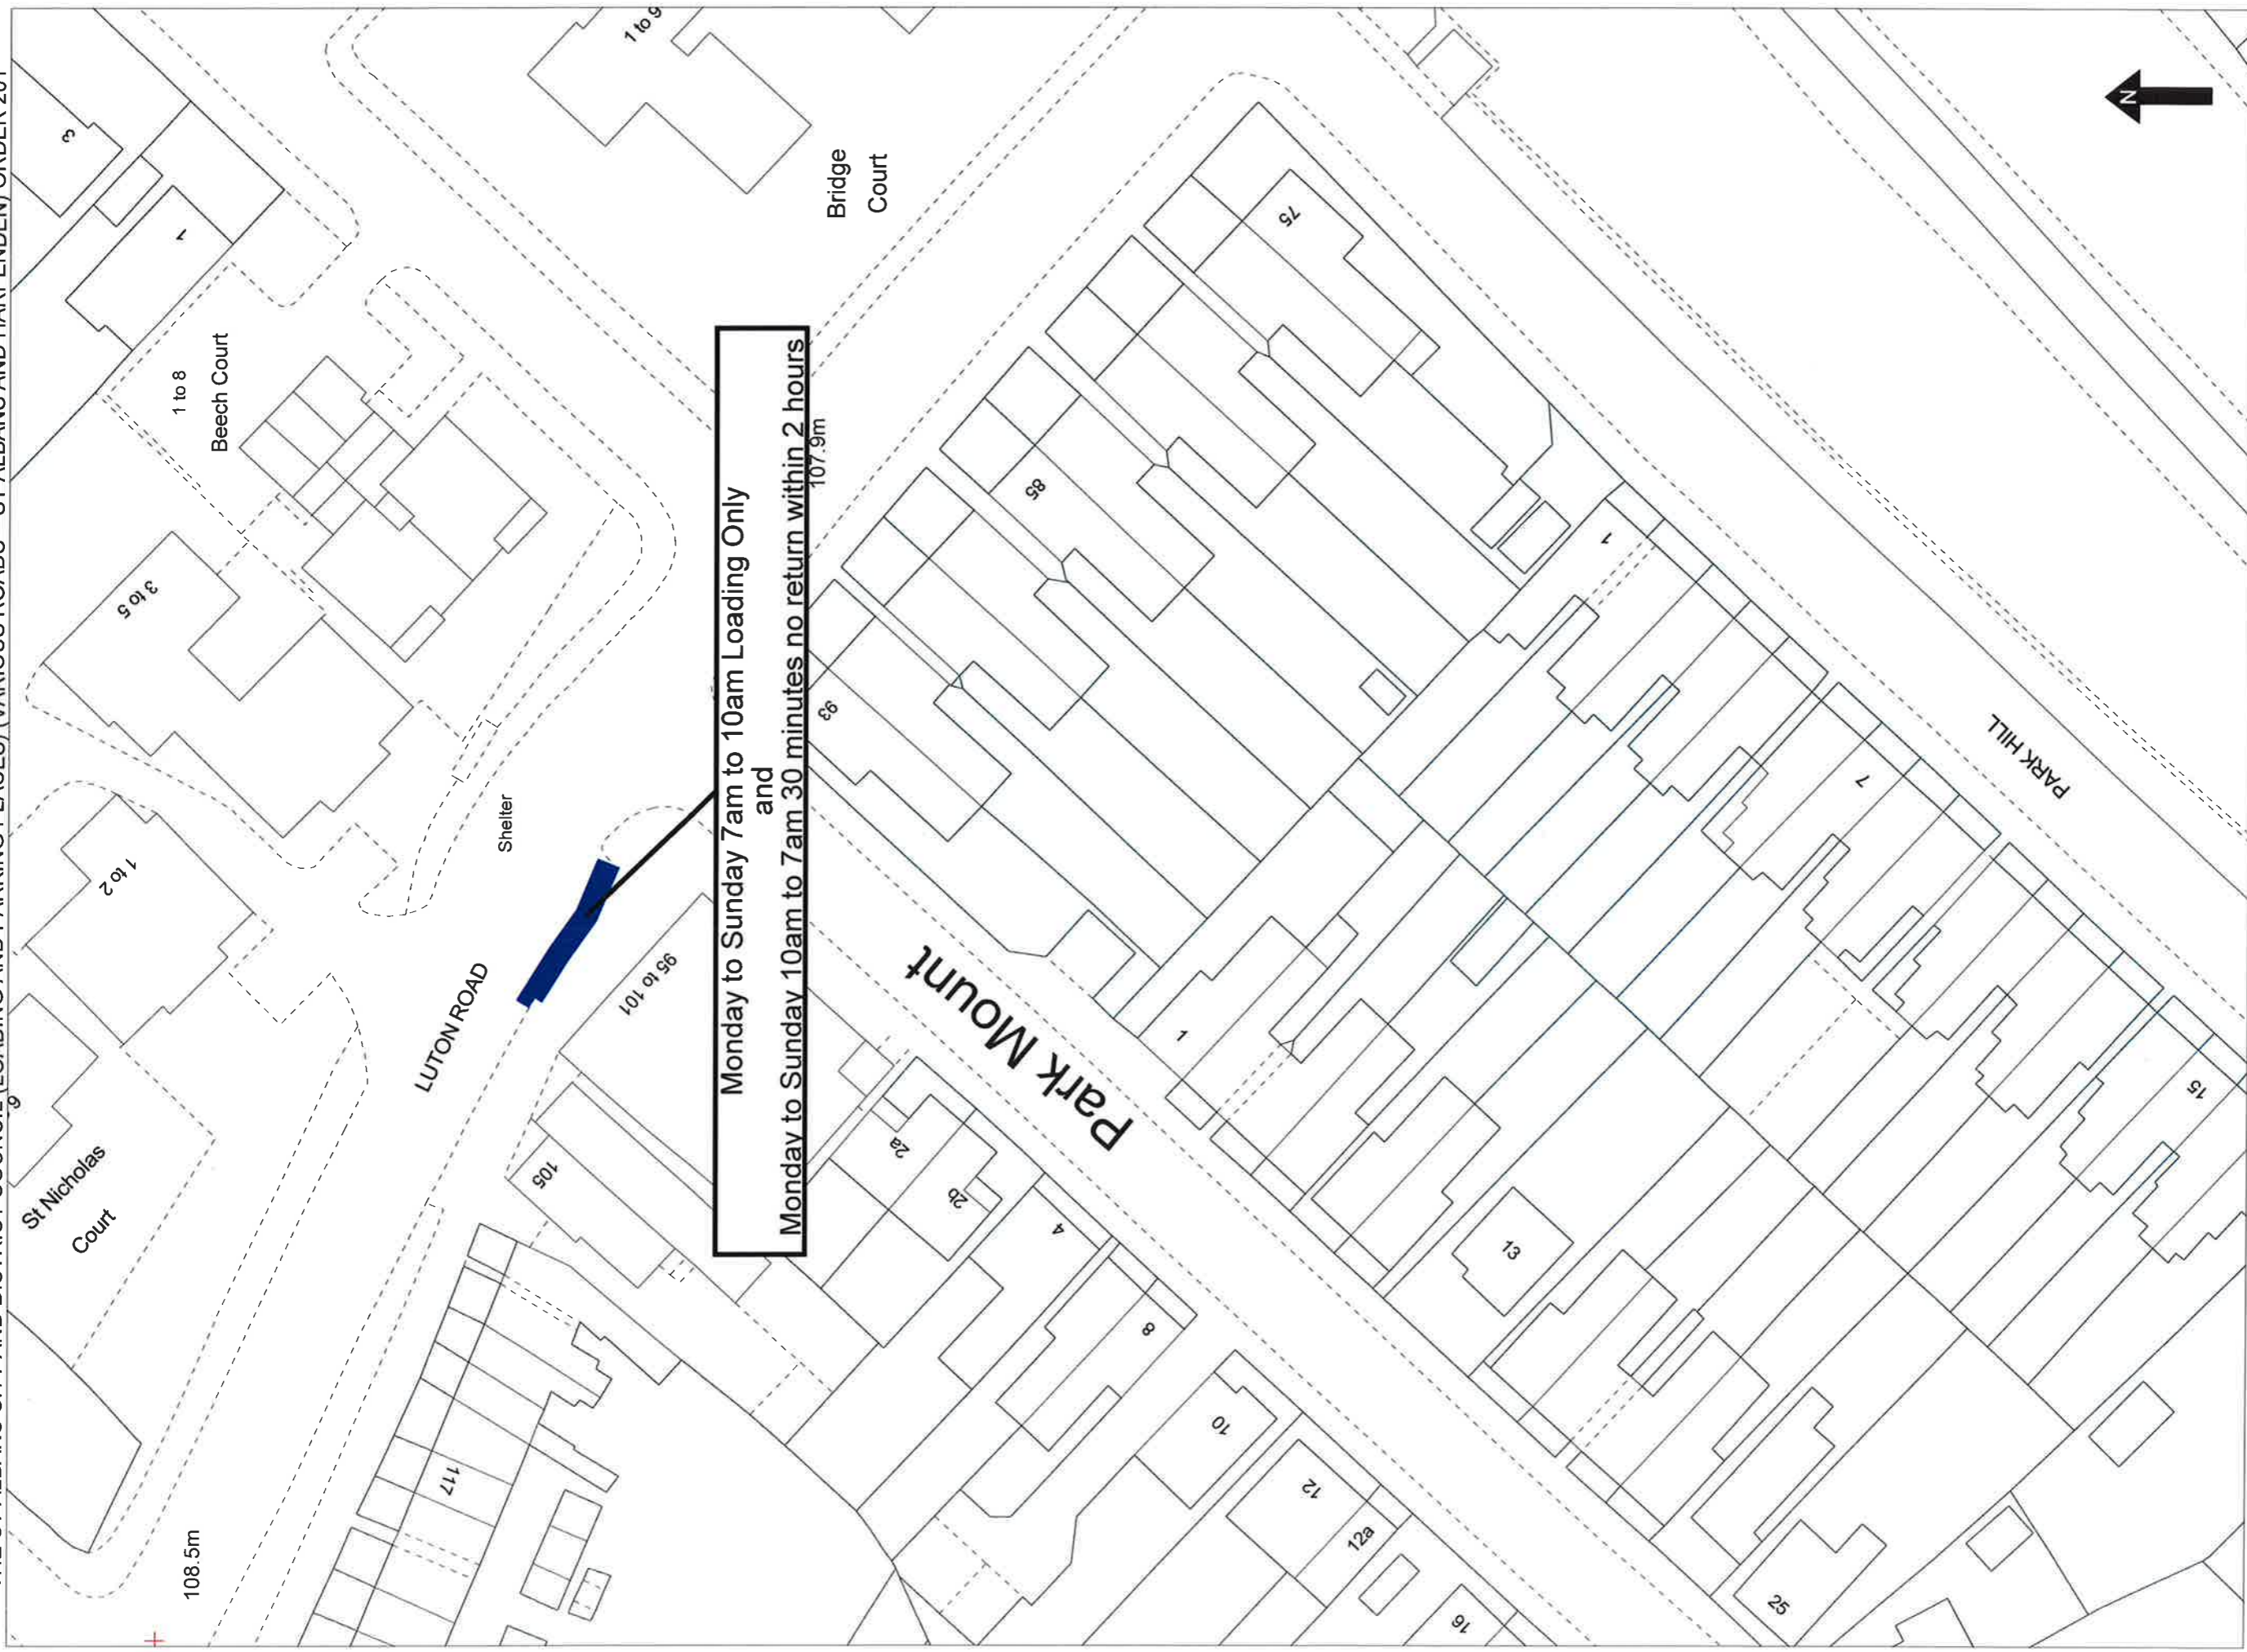 3
1
1 to 8
Beech Court
1 to 9
Bridge
Court
N
3 to 5
1 to 2
9
St Nicholas
Court
Shelter
LUTON ROAD
108.5m
Monday to Sunday 7am to 10am Loading Only
and
Monday to Sunday 10am to 7am 30 minutes no return within 2 hours
107.9m
75
85
93
95 to 101
105
117
Park Mount
2a
2b
4
8
10
12
12a
16
1
13
25
1
7
15
PARK HILL